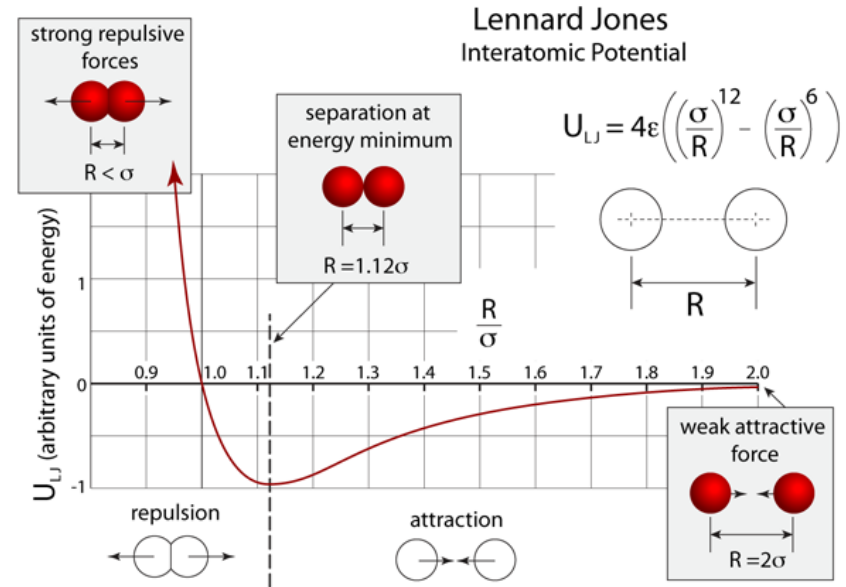 Lennard Jones
Interatomic Potential
strong repulsive
forces
R < σ
separation at
energy minimum
R =1.12σ
U_LJ = 4ε((σ/R)^12 − (σ/R)^6)
R
U_LJ (arbitrary units of energy)
1
0
-1
R/σ
0.9 1.0 1.1 1.2 1.3 1.4 1.5 1.6 1.7 1.8 1.9 2.0
weak attractive
force
R =2σ
repulsion
attraction